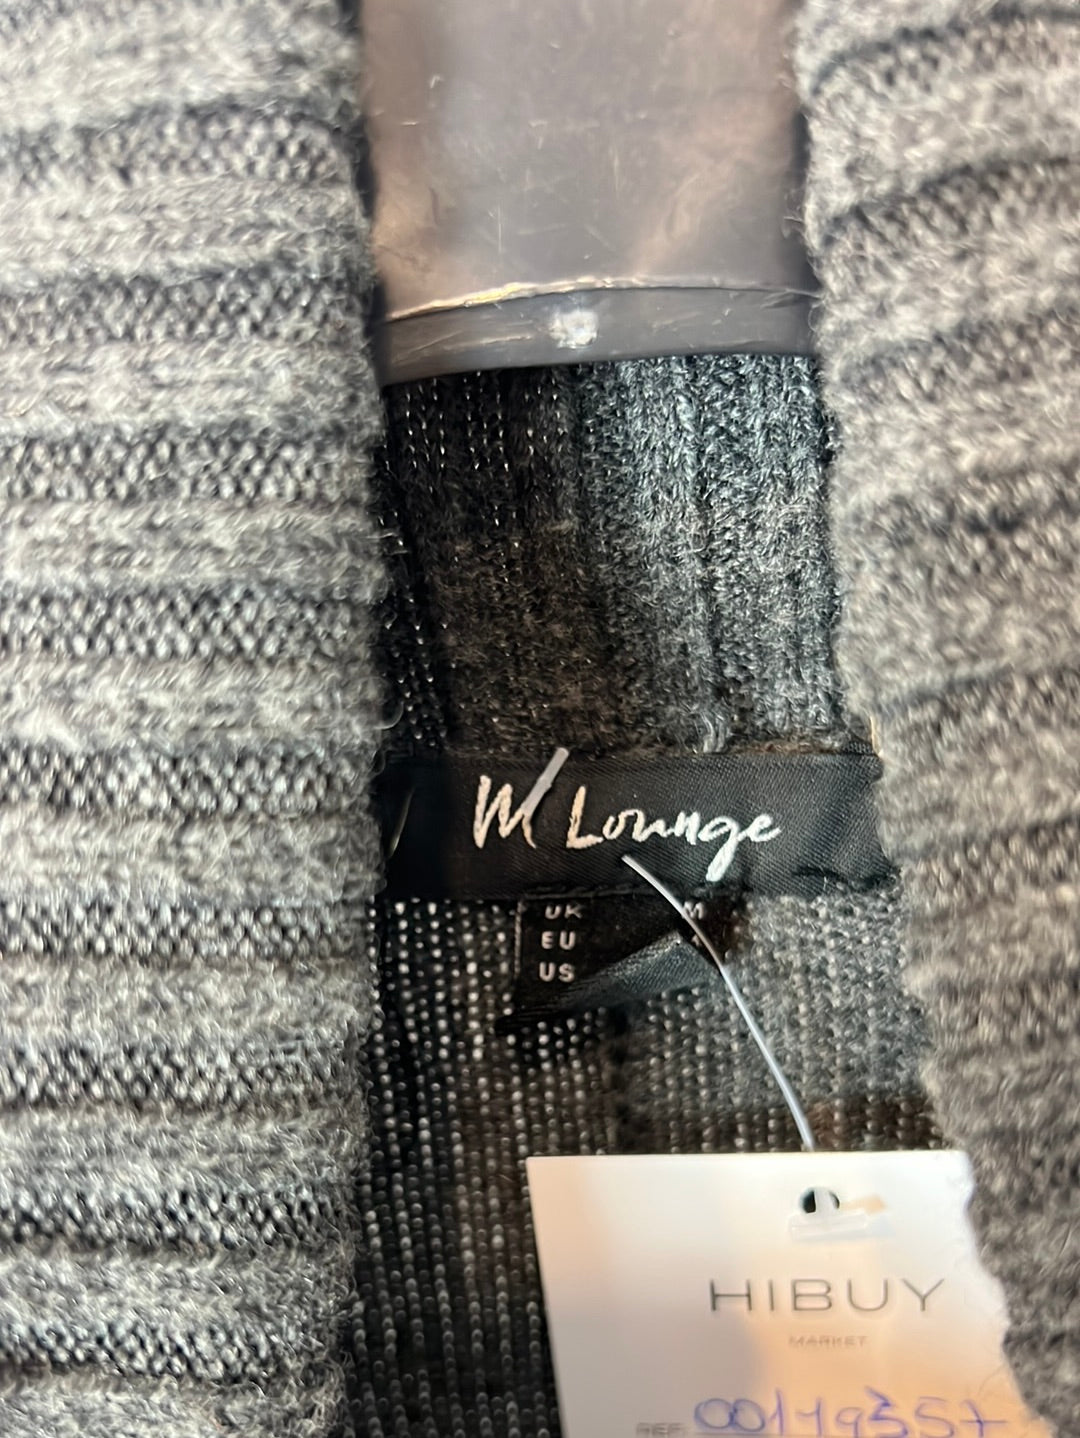 M Lounge
UK M
EU
US
HIBUY
MARKET
REF: 00119357